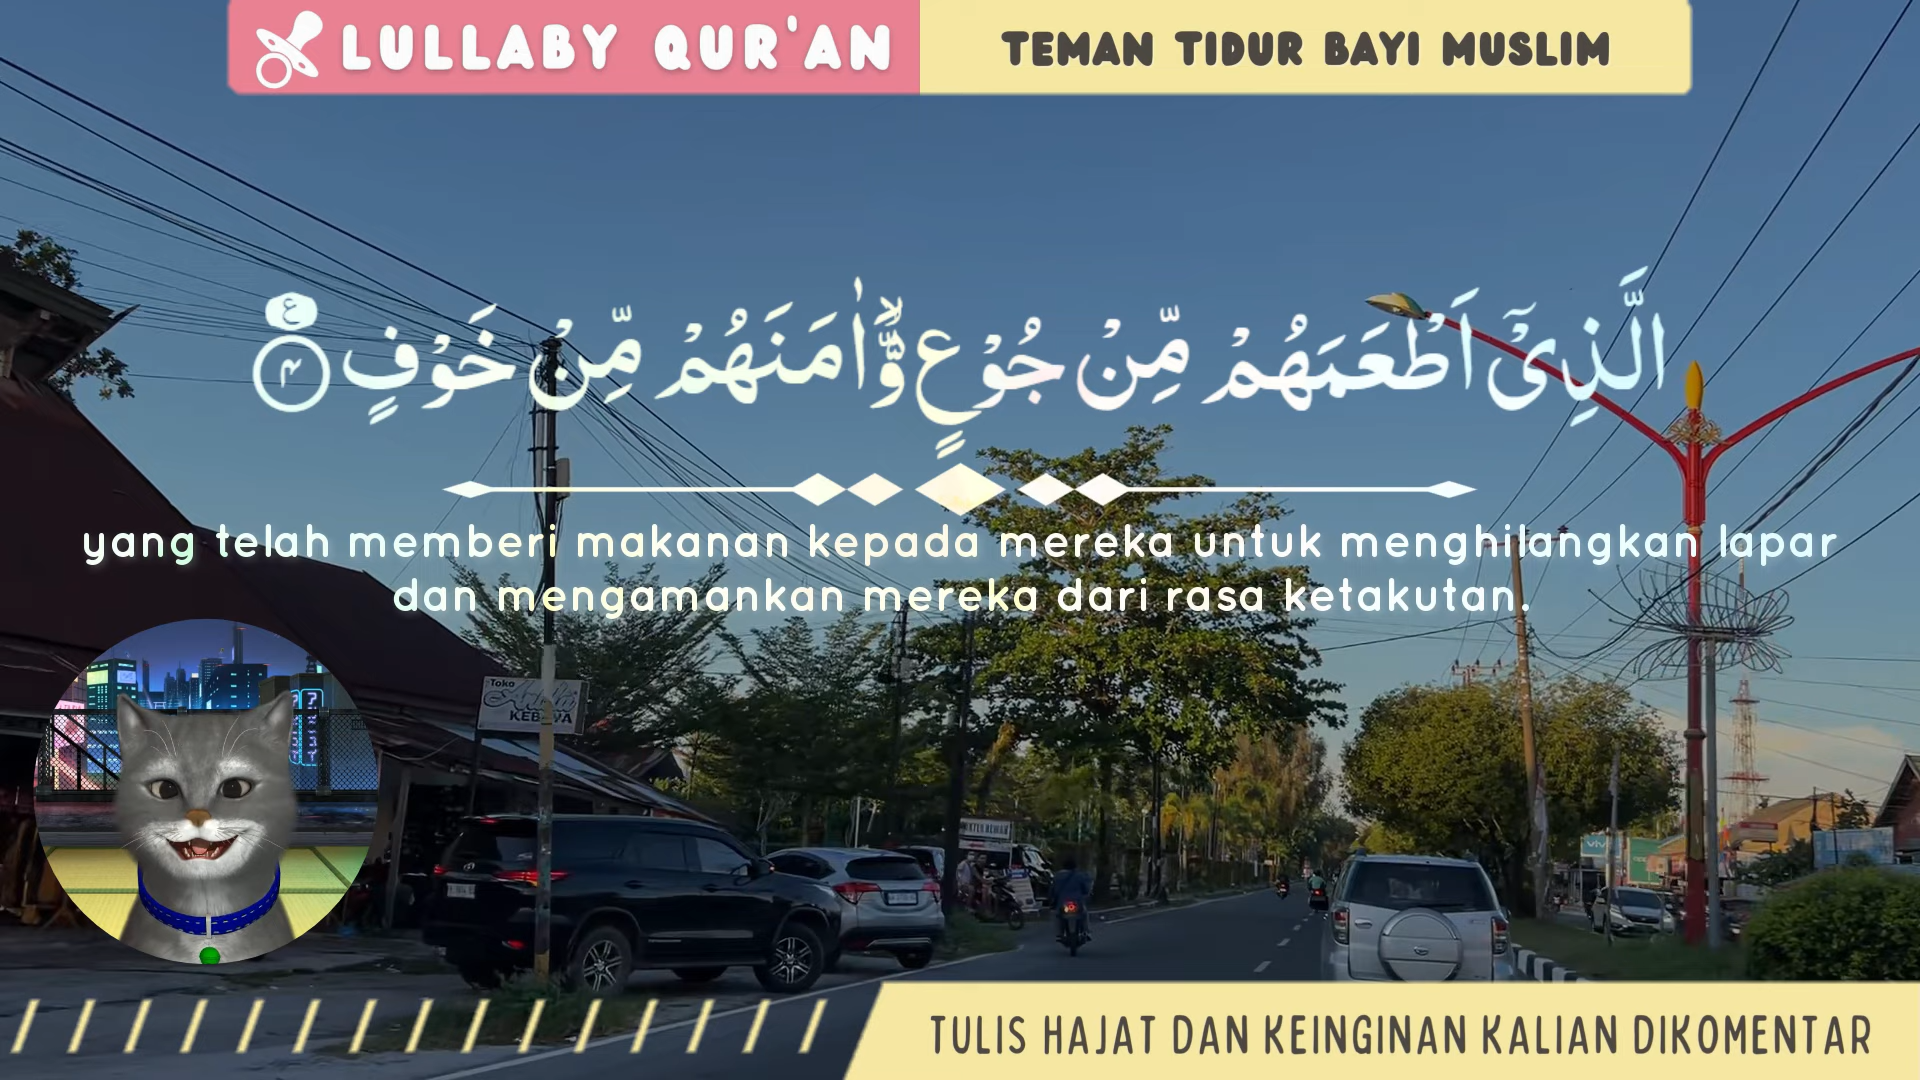 LULLABY QUR'AN
TEMAN TIDUR BAYI MUSLIM
الَّذِيْٓ اَطْعَمَهُمْ مِّنْ جُوْعٍ ەۙ وَّاٰمَنَهُمْ مِّنْ خَوْفٍ ࣖ ٤
yang telah memberi makanan kepada mereka untuk menghilangkan lapar
dan mengamankan mereka dari rasa ketakutan.
Toko
KEBAYA
vivo
TULIS HAJAT DAN KEINGINAN KALIAN DIKOMENTAR